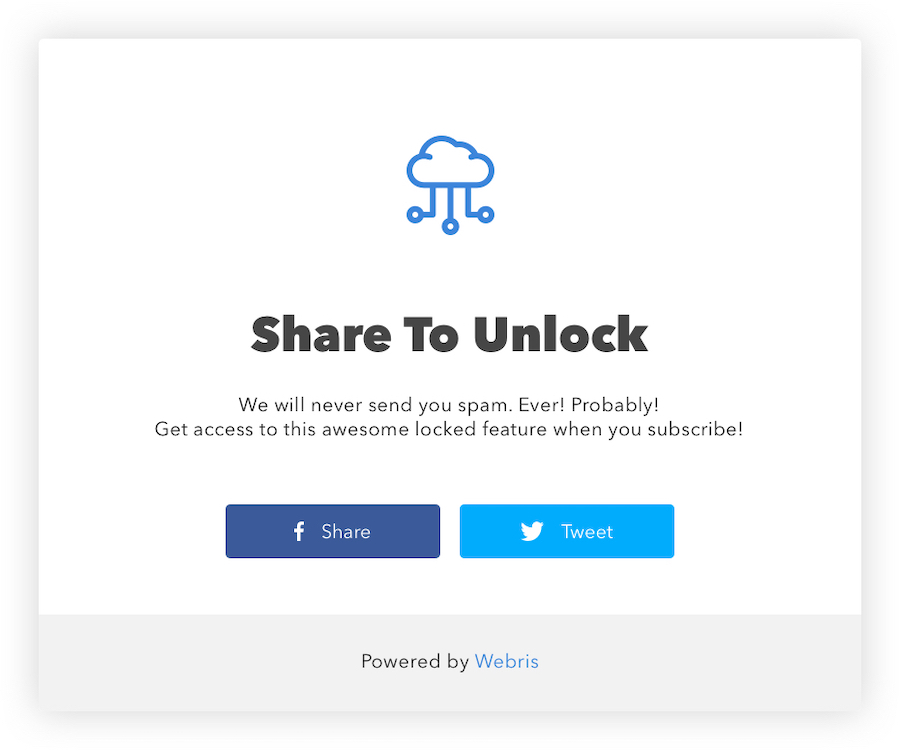 Share To Unlock
We will never send you spam. Ever! Probably!
Get access to this awesome locked feature when you subscribe!
Share
Tweet
Powered by Webris